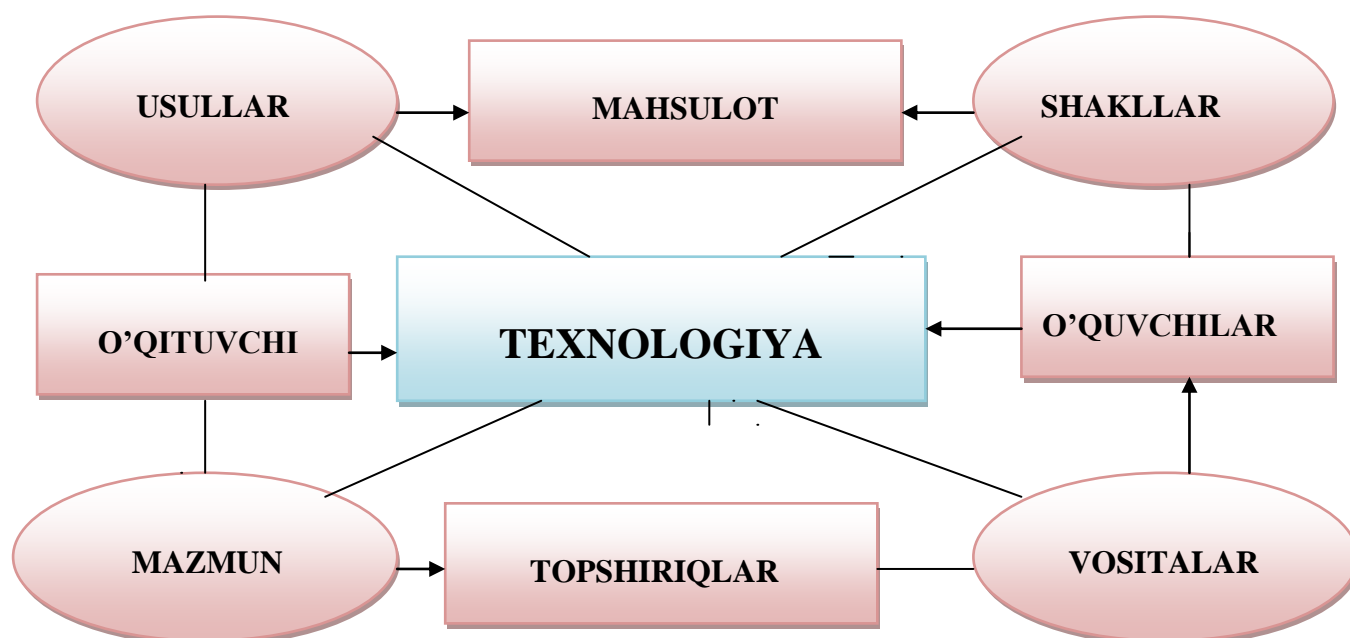 USULLAR
MAHSULOT
SHAKLLAR
O’QITUVCHI
TEXNOLOGIYA
O’QUVCHILAR
MAZMUN
TOPSHIRIQLAR
VOSITALAR